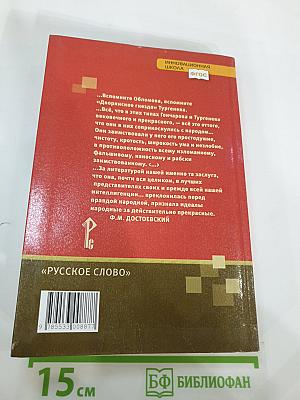 ИННОВАЦИОННАЯ
ШКОЛА
ФГОС
...Вспомните Обломова, вспомните
«Дворянское гнездо» Тургенева.
...Всё, что в этих типах Гончарова и Тургенева
вековечного и прекрасного, — всё это оттого,
что они в них соприкоснулись с народом...
Они заимствовали у него его простодушие,
чистоту, кротость, широкость ума и незлобие,
в противоположность всему изломанному,
фальшивому, наносному и рабски
заимствованному. <...>
...За литературой нашей именно та заслуга,
что она, почти вся целиком, в лучших
представителях своих и прежде всей нашей
интеллигенции... преклонилась перед
правдой народной, признала идеалы
народные за действительно прекрасные.
Ф.М. ДОСТОЕВСКИЙ
«РУССКОЕ СЛОВО»
9 785533 008877
15 см
БФ БИБЛИОФАН